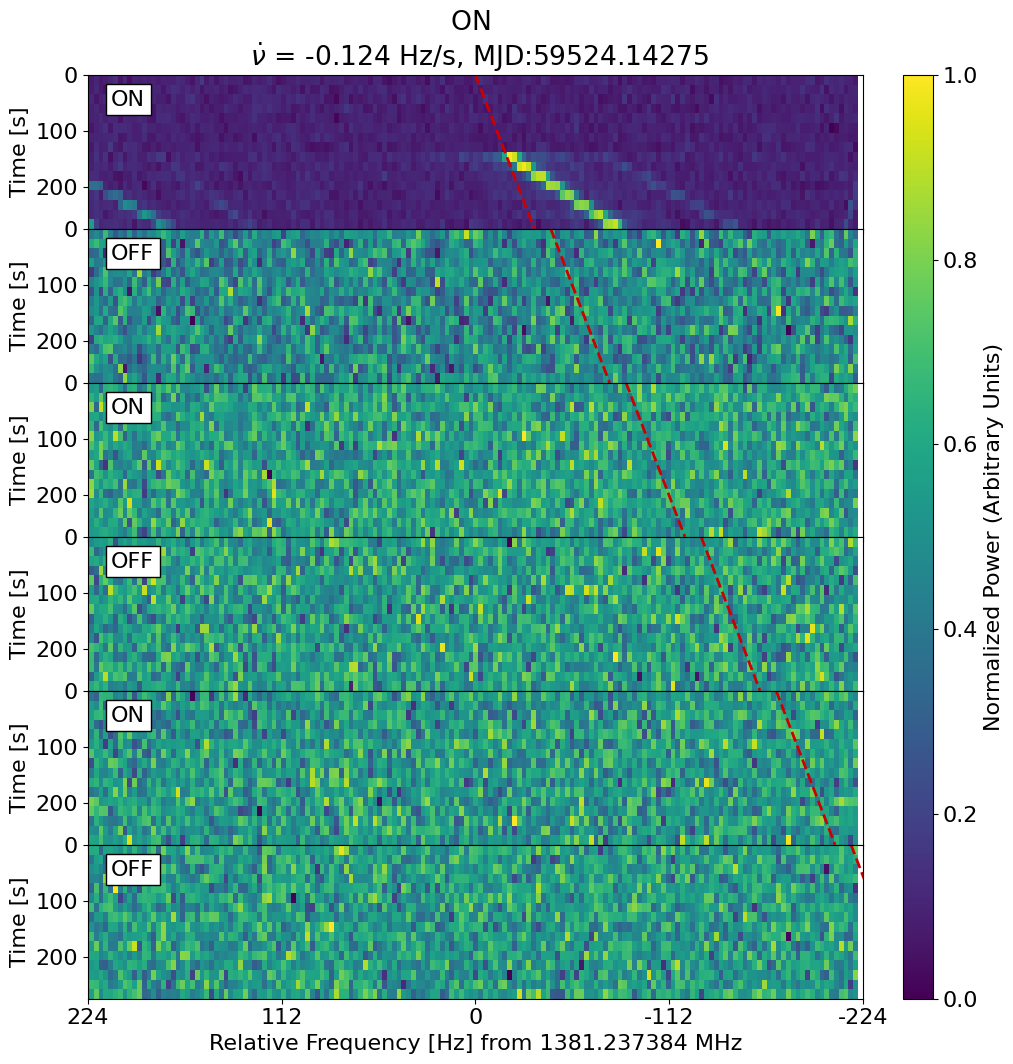 ON
ν̇ = -0.124 Hz/s, MJD:59524.14275
0
100
200
Time [s]
ON
0
100
200
Time [s]
OFF
0
100
200
Time [s]
ON
0
100
200
Time [s]
OFF
0
100
200
Time [s]
ON
0
100
200
Time [s]
OFF
224
112
0
-112
-224
Relative Frequency [Hz] from 1381.237384 MHz
1.0
0.8
0.6
0.4
0.2
0.0
Normalized Power (Arbitrary Units)